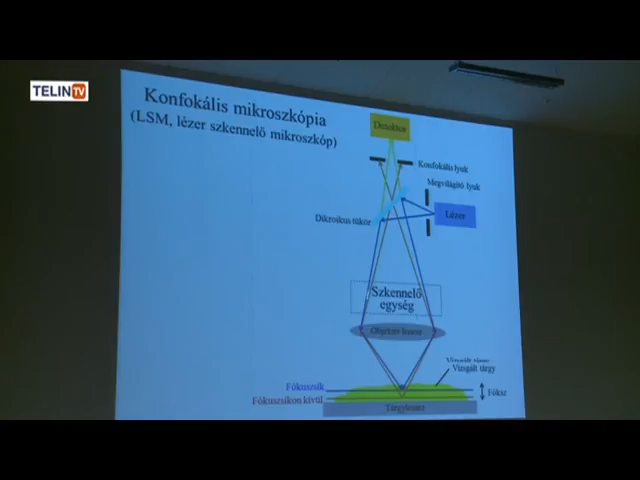 TELIN TV
Konfokális mikroszkópia
(LSM, lézer szkennelő mikroszkóp)
Detektor
Konfokális lyuk
Megvilágító lyuk
Lézer
Dikroikus tükör
Szkennelő
egység
Objektív lencse
Vizsgált tárgy
Fókuszsík
Fókuszsíkon kívül
Fókusz
Tárgylemez